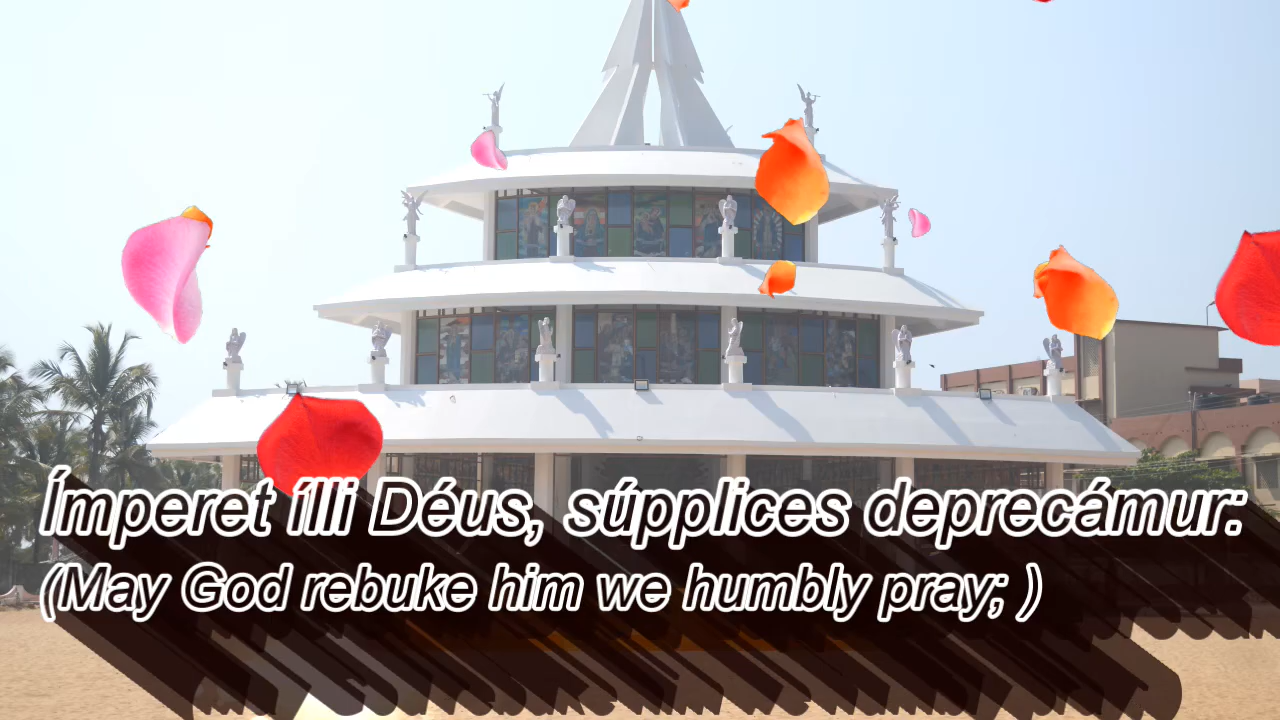 Ímperet ílli Déus, súpplices deprecámur:
(May God rebuke him we humbly pray; )